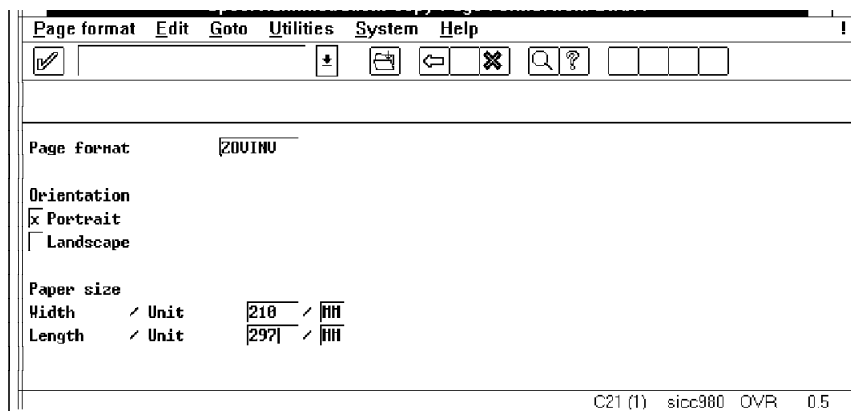 Page format Edit Goto Utilities System Help !
Page format ZOVINV
Orientation
x Portrait
Landscape
Paper size
Width / Unit 210 / MM
Length / Unit 297 / MM
C21 (1) sicc980 OVR 0.5